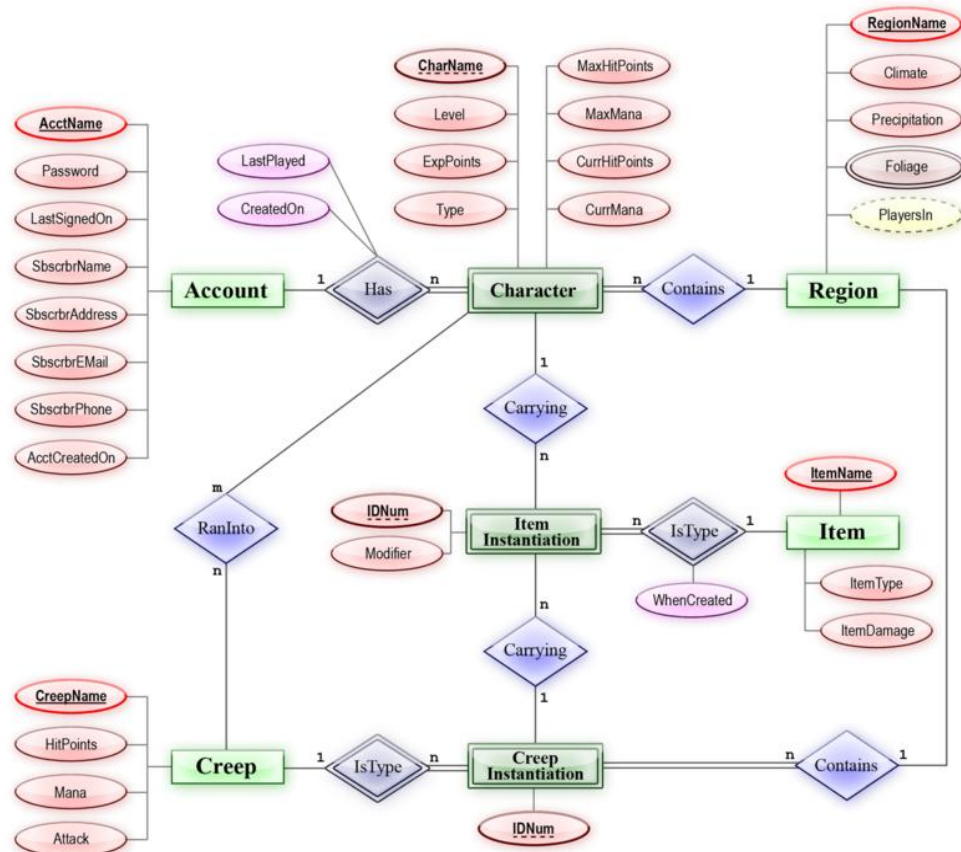 RegionName
CharName
MaxHitPoints
Climate
Level
MaxMana
AcctName
Precipitation
ExpPoints
CurrHitPoints
Password
LastPlayed
Foliage
Type
CurrMana
LastSignedOn
CreatedOn
PlayersIn
SbscrbrName
Account
1
Has
n
Character
n
Contains
1
Region
SbscrbrAddress
SbscrbrEMail
1
SbscrbrPhone
Carrying
AcctCreatedOn
n
m
ItemName
RanInto
IDNum
Item
Instantiation
n
IsType
1
Item
Modifier
n
WhenCreated
ItemType
n
ItemDamage
Carrying
CreepName
1
HitPoints
Creep
1
IsType
n
Creep
Instantiation
n
Contains
1
Mana
IDNum
Attack